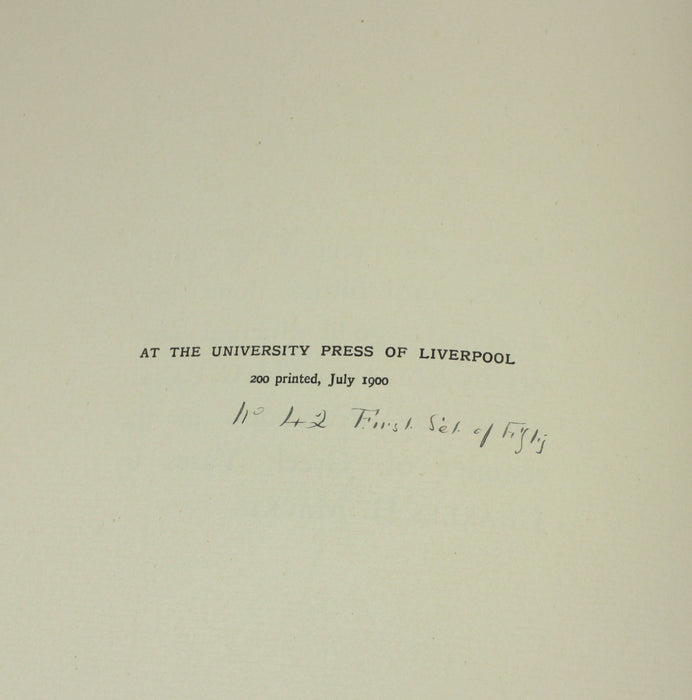 AT THE UNIVERSITY PRESS OF LIVERPOOL
200 printed, July 1900
No 42 First Set of Fifty